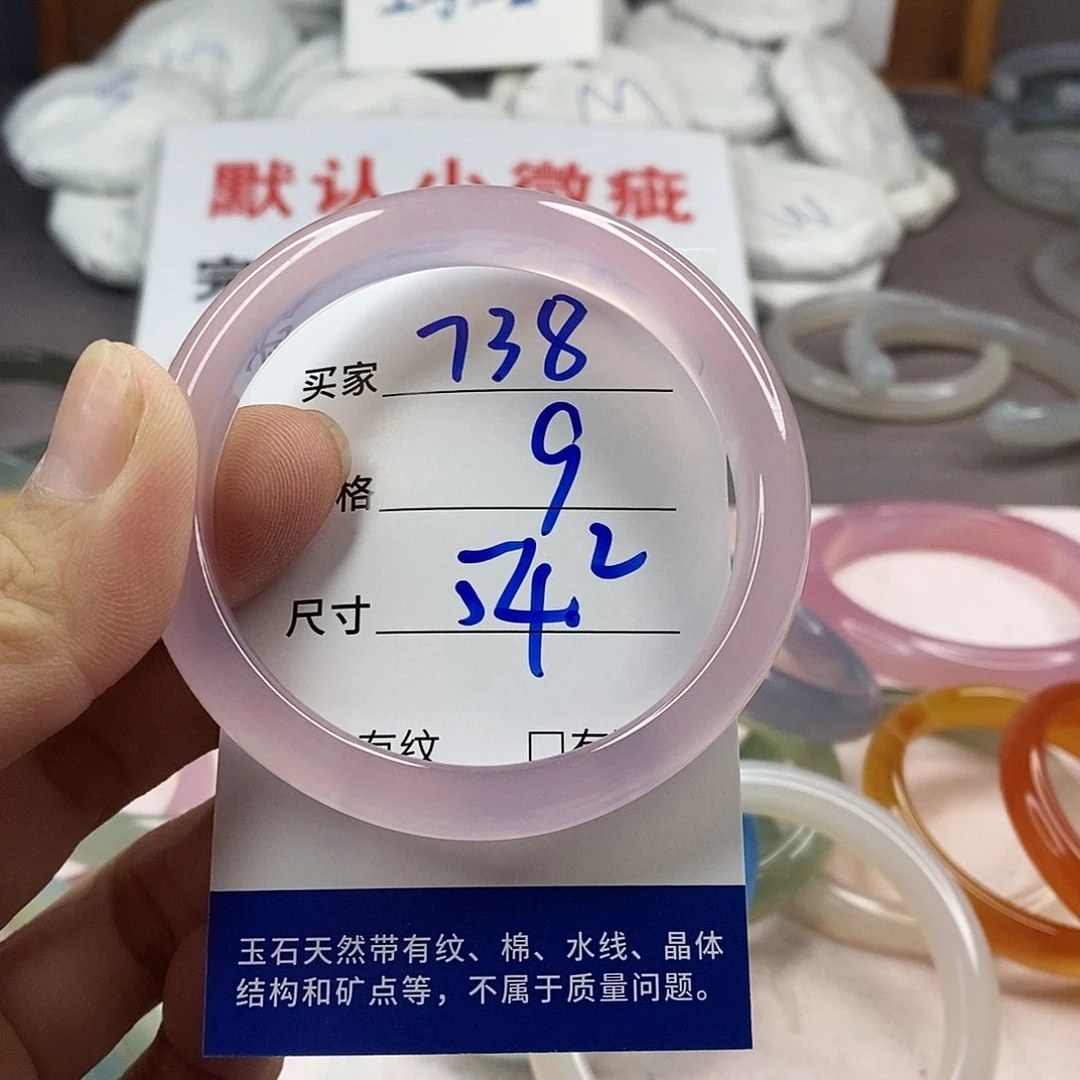 默认小微疵
买家 738
格 9
尺寸 54²
有纹 □有
玉石天然带有纹、棉、水线、晶体
结构和矿点等，不属于质量问题。